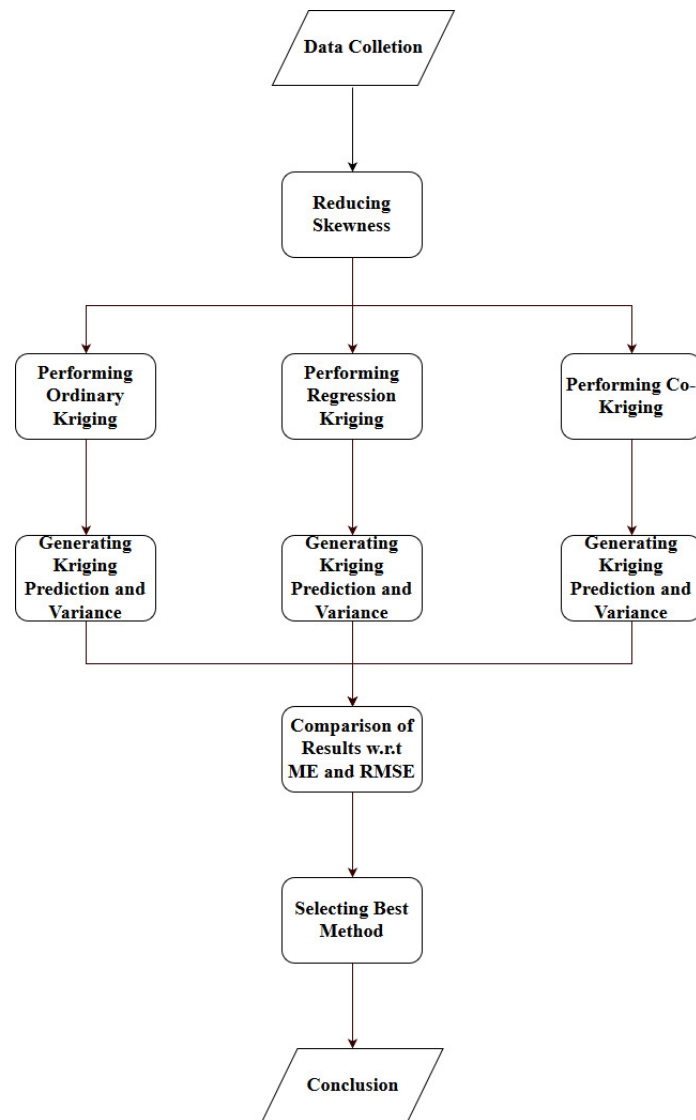 Data Colletion
Reducing
Skewness
Performing
Ordinary
Kriging
Performing
Regression
Kriging
Performing Co-
Kriging
Generating
Kriging
Prediction and
Variance
Generating
Kriging
Prediction and
Variance
Generating
Kriging
Prediction and
Variance
Comparison of
Results w.r.t
ME and RMSE
Selecting Best
Method
Conclusion